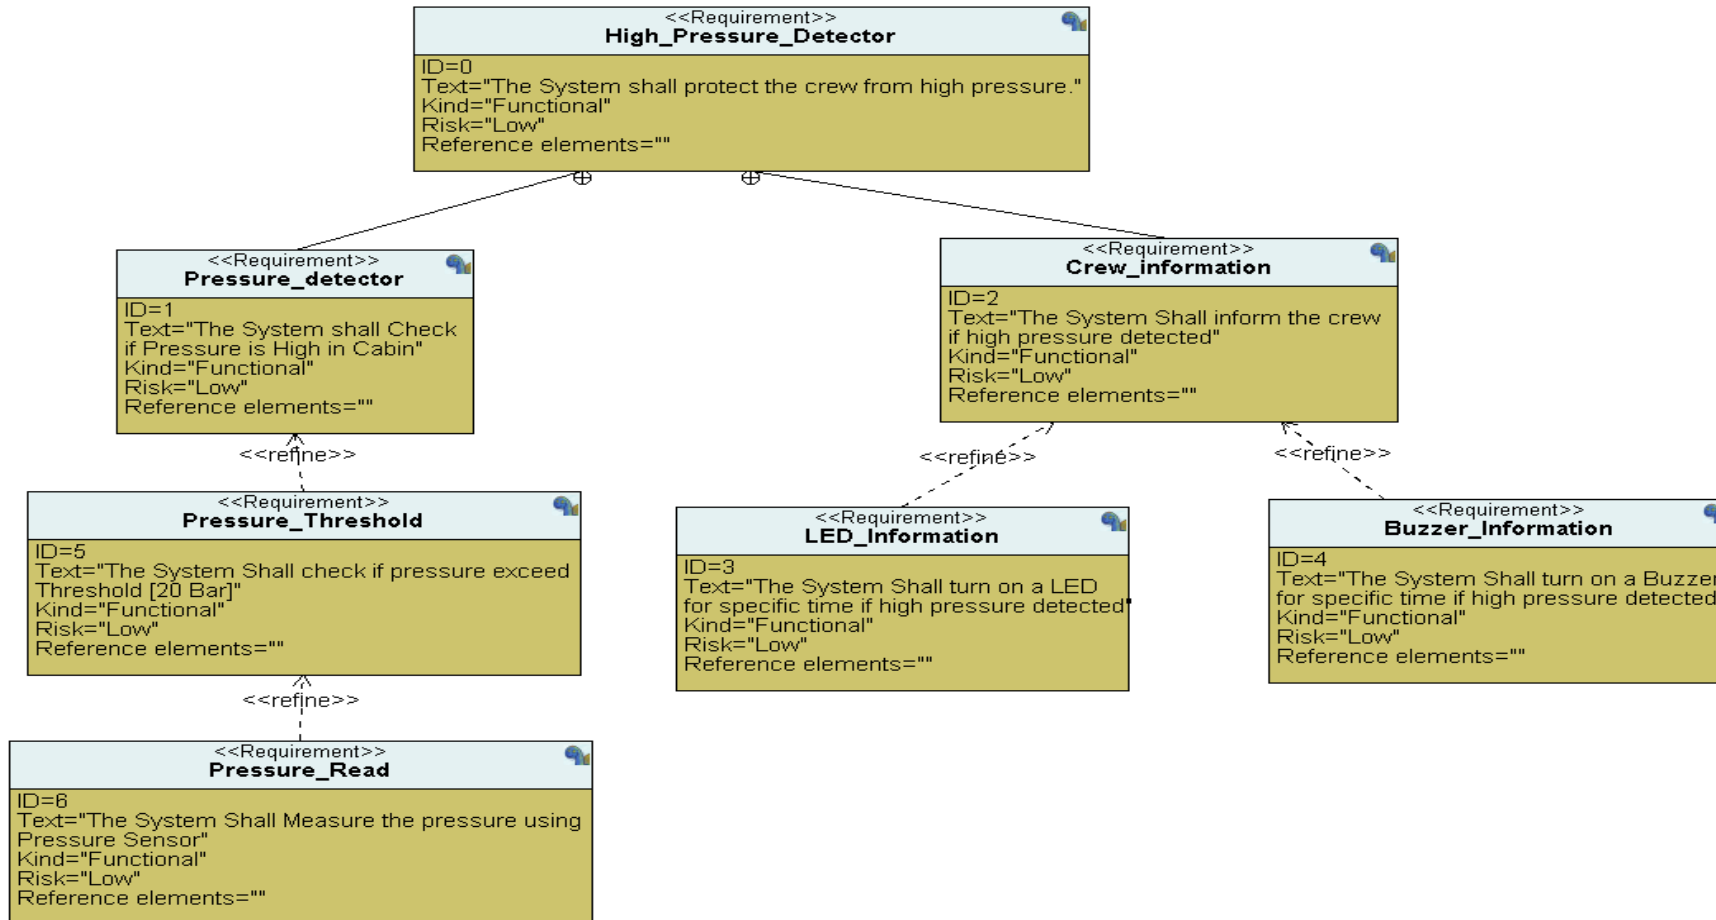 <<Requirement>>
High_Pressure_Detector
ID=0
Text="The System shall protect the crew from high pressure."
Kind="Functional"
Risk="Low"
Reference elements=""
<<Requirement>>
Pressure_detector
ID=1
Text="The System shall Check
if Pressure is High in Cabin"
Kind="Functional"
Risk="Low"
Reference elements=""
<<Requirement>>
Crew_information
ID=2
Text="The System Shall inform the crew
if high pressure detected"
Kind="Functional"
Risk="Low"
Reference elements=""
<<refine>>
<<refine>>
<<refine>>
<<Requirement>>
Pressure_Threshold
ID=5
Text="The System Shall check if pressure exceed
Threshold [20 Bar]"
Kind="Functional"
Risk="Low"
Reference elements=""
<<Requirement>>
LED_Information
ID=3
Text="The System Shall turn on a LED
for specific time if high pressure detected"
Kind="Functional"
Risk="Low"
Reference elements=""
<<Requirement>>
Buzzer_Information
ID=4
Text="The System Shall turn on a Buzzer
for specific time if high pressure detected
Kind="Functional"
Risk="Low"
Reference elements=""
<<refine>>
<<Requirement>>
Pressure_Read
ID=6
Text="The System Shall Measure the pressure using
Pressure Sensor"
Kind="Functional"
Risk="Low"
Reference elements=""